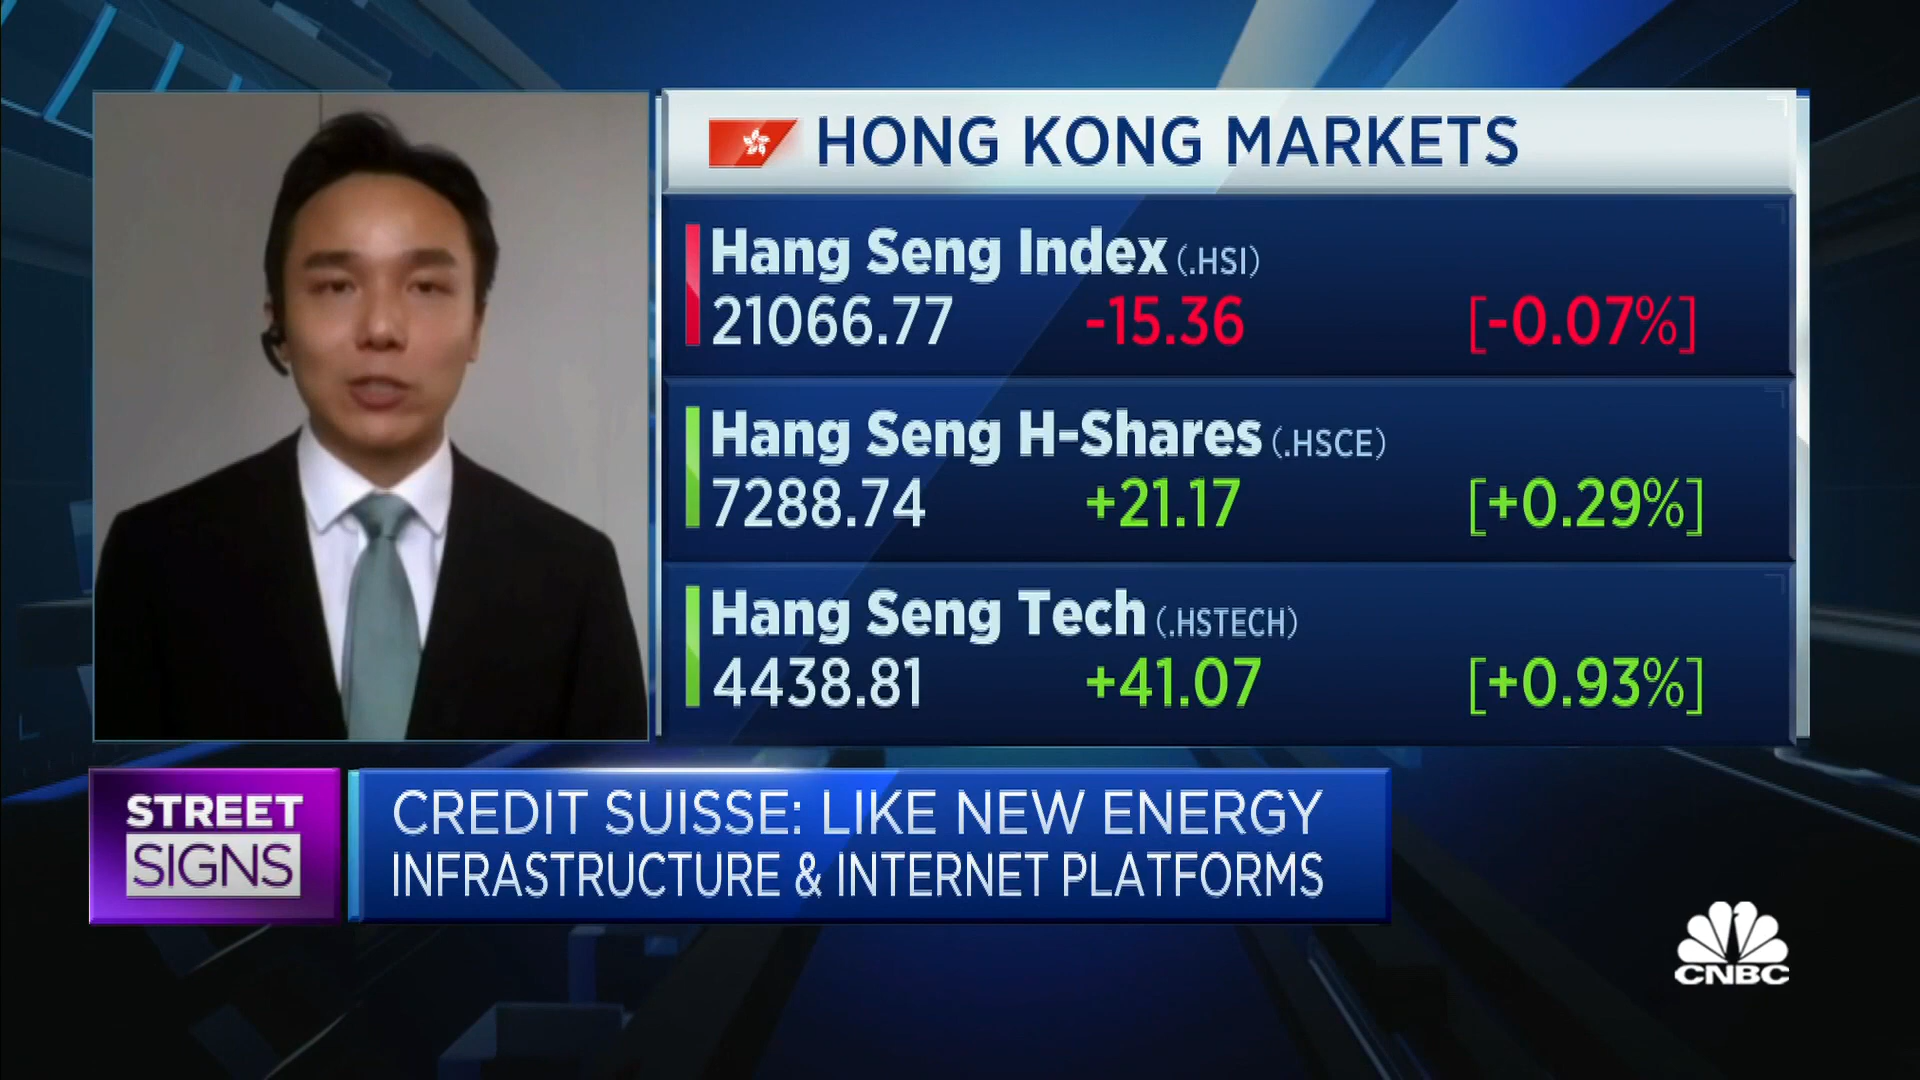 HONG KONG MARKETS
Hang Seng Index (.HSI)
21066.77 -15.36 [-0.07%]
Hang Seng H-Shares (.HSCE)
7288.74 +21.17 [+0.29%]
Hang Seng Tech (.HSTECH)
4438.81 +41.07 [+0.93%]
STREET
SIGNS
CREDIT SUISSE: LIKE NEW ENERGY
INFRASTRUCTURE & INTERNET PLATFORMS
CNBC